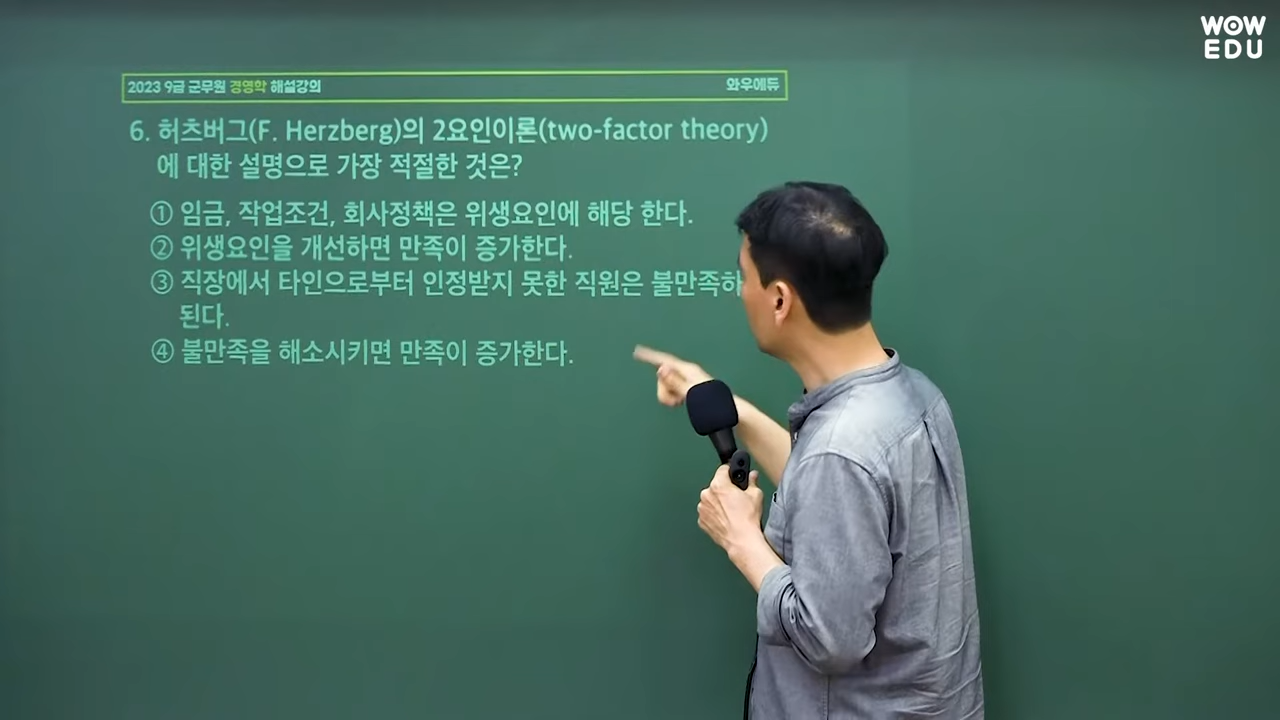 WOW
EDU
2023 9급 군무원 경영학 해설강의 와우에듀
6. 허츠버그(F. Herzberg)의 2요인이론(two-factor theory)
에 대한 설명으로 가장 적절한 것은?
① 임금, 작업조건, 회사정책은 위생요인에 해당 한다.
② 위생요인을 개선하면 만족이 증가한다.
③ 직장에서 타인으로부터 인정받지 못한 직원은 불만족하
된다.
④ 불만족을 해소시키면 만족이 증가한다.